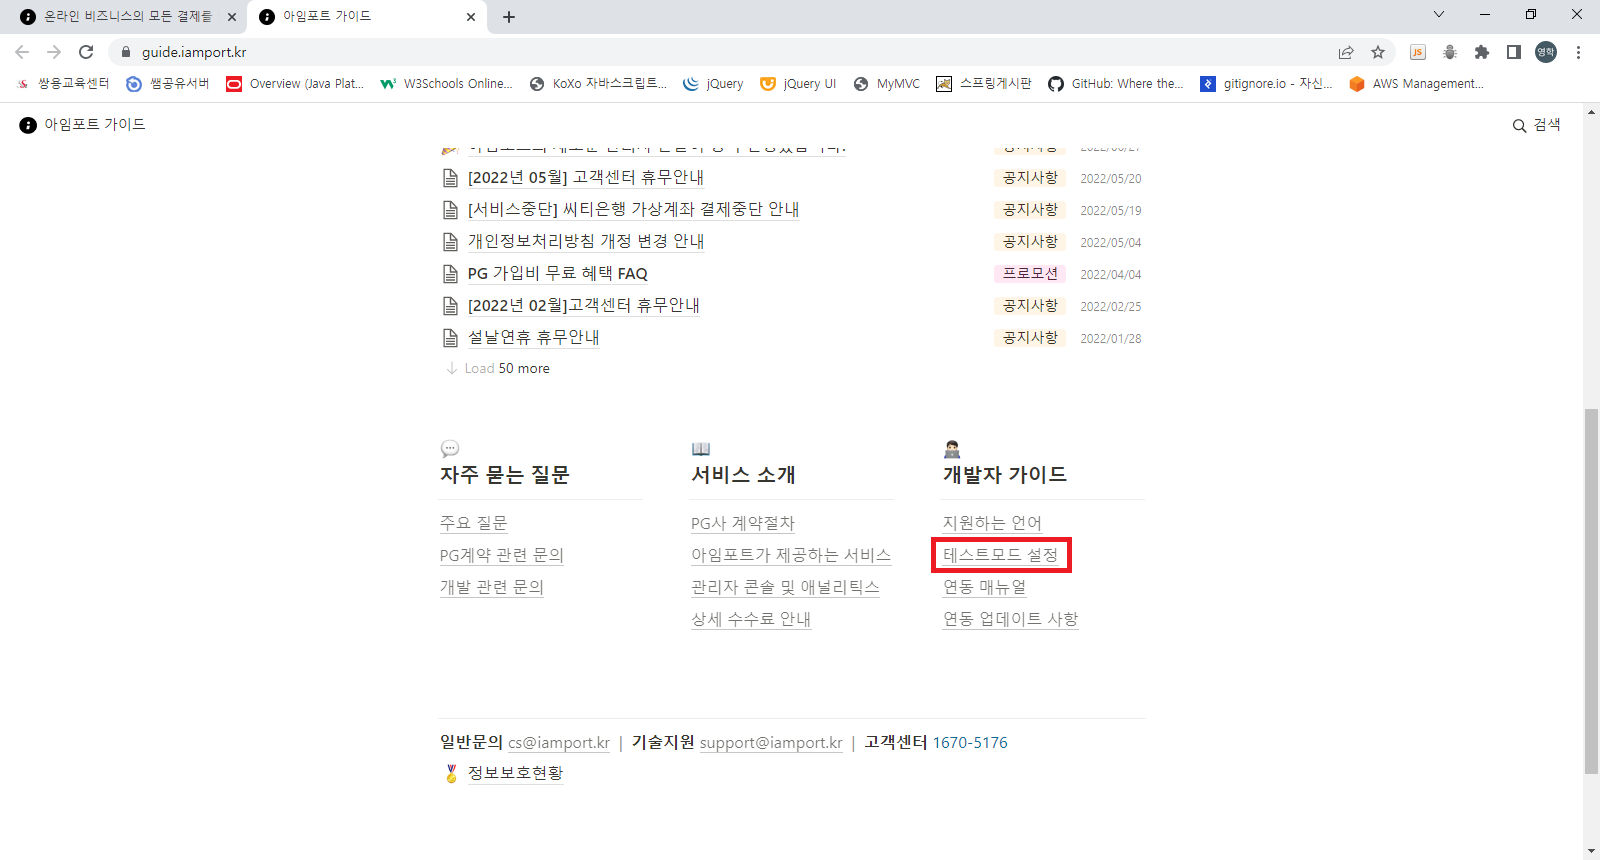 온라인 비즈니스의 모든 결제를
아임포트 가이드
guide.iamport.kr
JS
영학
쌍용교육센터
쌤공유서버
Overview (Java Plat...
W3Schools Online...
KoXo 자바스크립트...
jQuery
jQuery UI
MyMVC
스프링게시판
GitHub: Where the...
gitignore.io - 자신...
AWS Management...
아임포트 가이드
검색
공지사항
[2022년 05월] 고객센터 휴무안내 공지사항 2022/05/20
[서비스중단] 씨티은행 가상계좌 결제중단 안내 공지사항 2022/05/19
개인정보처리방침 개정 변경 안내 공지사항 2022/05/04
PG 가입비 무료 혜택 FAQ 프로모션 2022/04/04
[2022년 02월]고객센터 휴무안내 공지사항 2022/02/25
설날연휴 휴무안내 공지사항 2022/01/28
Load 50 more
자주 묻는 질문
주요 질문
PG계약 관련 문의
개발 관련 문의
서비스 소개
PG사 계약절차
아임포트가 제공하는 서비스
관리자 콘솔 및 애널리틱스
상세 수수료 안내
개발자 가이드
지원하는 언어
테스트모드 설정
연동 매뉴얼
연동 업데이트 사항
일반문의 cs@iamport.kr | 기술지원 support@iamport.kr | 고객센터 1670-5176
정보보호현황